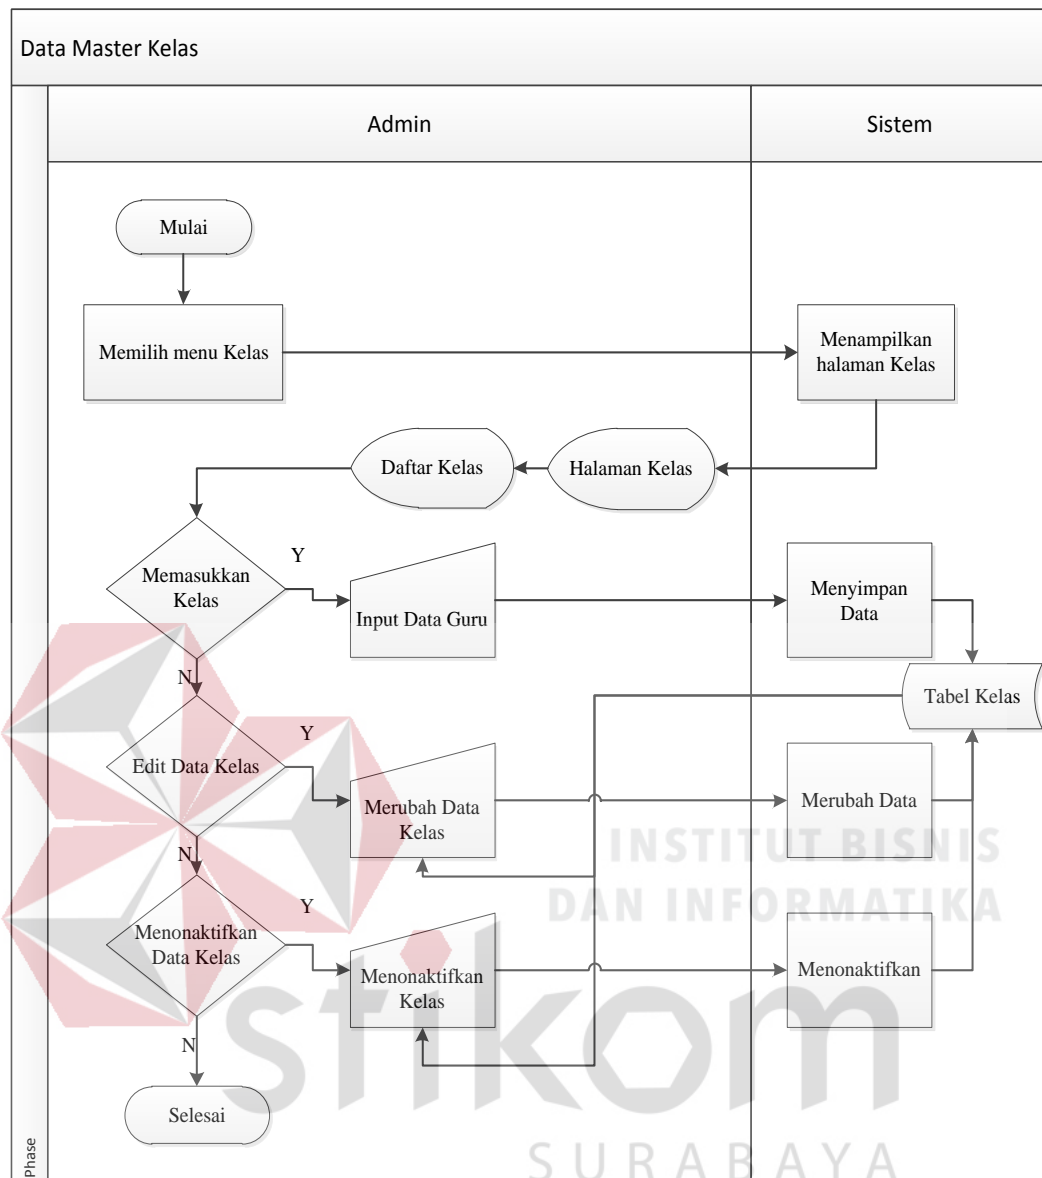 Data Master Kelas
Admin
Sistem
Mulai
Memilih menu Kelas
Menampilkan
halaman Kelas
Daftar Kelas
Halaman Kelas
Memasukkan
Kelas
Y
Input Data Guru
Menyimpan
Data
N
Tabel Kelas
Edit Data Kelas
Y
Merubah Data
Kelas
Merubah Data
INSTITUT BISNIS
DAN INFORMATIKA
N
Menonaktifkan
Data Kelas
Y
Menonaktifkan
Kelas
Menonaktifkan
stikom
N
Selesai
SURABAYA
Phase